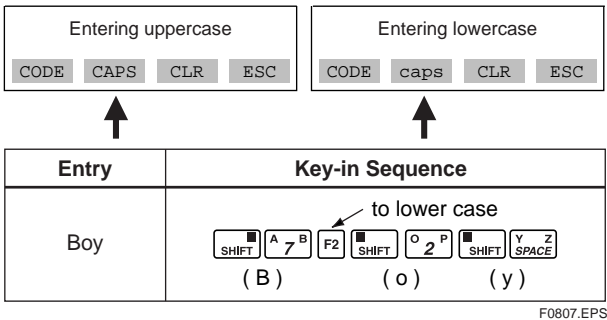 Entering uppercase
CODE CAPS CLR ESC
Entering lowercase
CODE caps CLR ESC
Entry Key-in Sequence
to lower case
Boy
SHIFT A 7 B F2 SHIFT O 2 P SHIFT Y Z SPACE
( B ) ( o ) ( y )
F0807.EPS